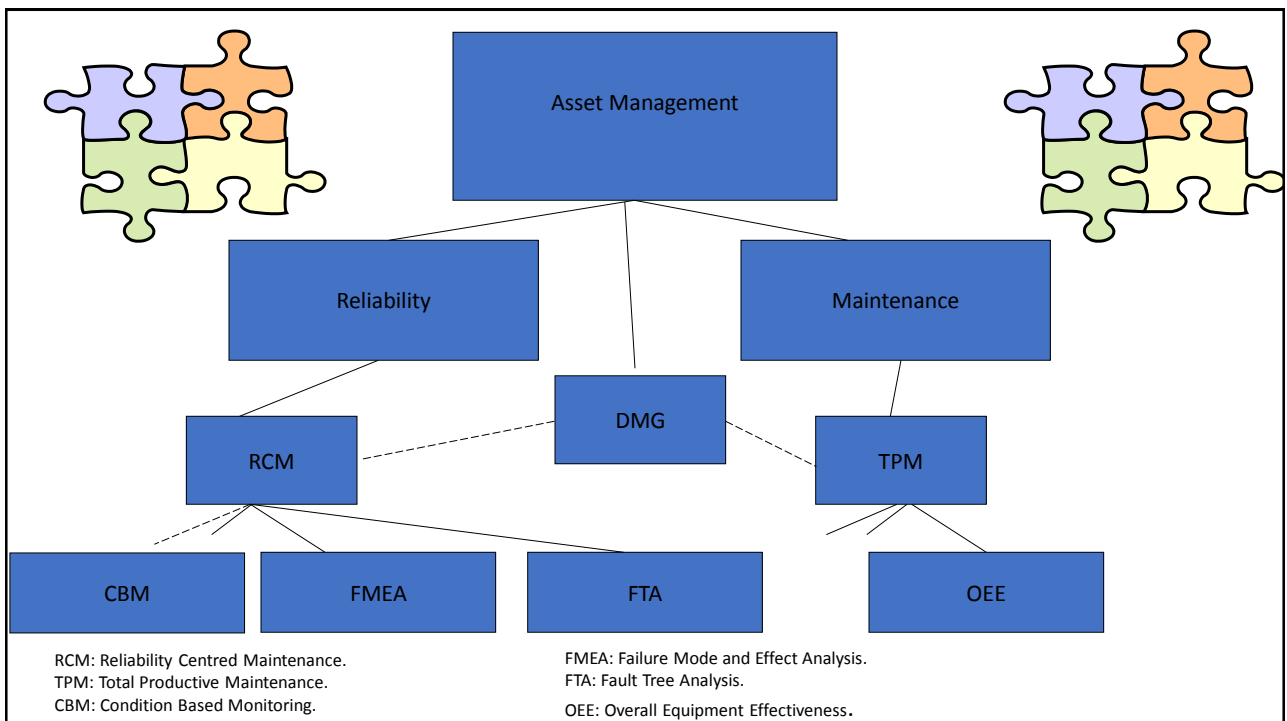 Asset Management
Reliability
Maintenance
DMG
RCM
TPM
CBM
FMEA
FTA
OEE
RCM: Reliability Centred Maintenance.
TPM: Total Productive Maintenance.
CBM: Condition Based Monitoring.
FMEA: Failure Mode and Effect Analysis.
FTA: Fault Tree Analysis.
OEE: Overall Equipment Effectiveness.